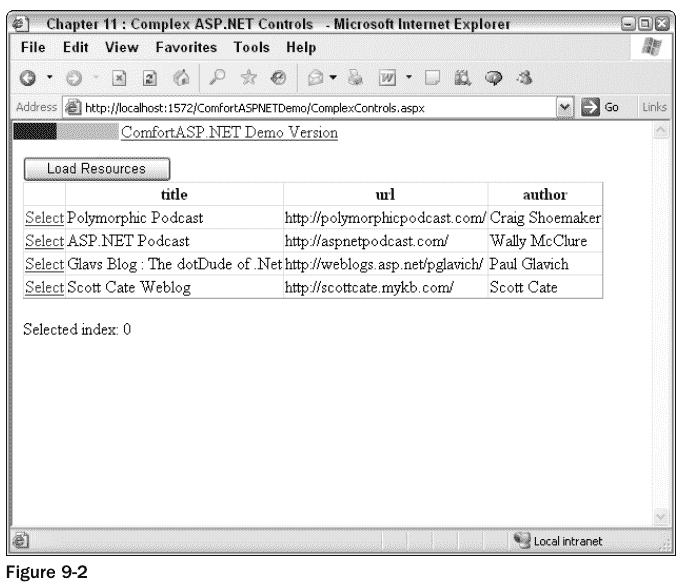 Chapter 11 : Complex ASP.NET Controls - Microsoft Internet Explorer
File Edit View Favorites Tools Help
Address http://localhost:1572/ComfortASPNETDemo/ComplexControls.aspx Go Links
ComfortASP.NET Demo Version
Load Resources
title url author
Select Polymorphic Podcast http://polymorphicpodcast.com/ Craig Shoemaker
Select ASP.NET Podcast http://aspnetpodcast.com/ Wally McClure
Select Glavs Blog : The dotDude of .Net http://weblogs.asp.net/pglavich/ Paul Glavich
Select Scott Cate Weblog http://scottcate.mykb.com/ Scott Cate
Selected index: 0
Local intranet
Figure 9-2